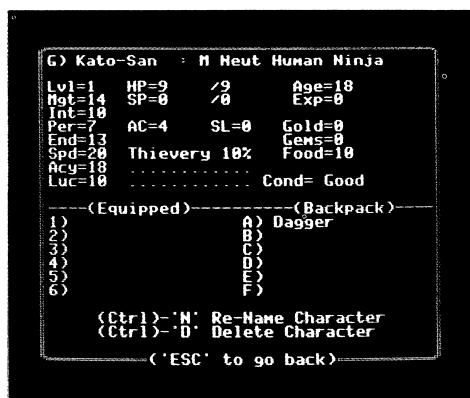 G) Kato-San : M Neut Human Ninja
Lvl=1 HP=9 /9 Age=18
Mgt=14 SP=0 /0 Exp=0
Int=10
Per=7 AC=4 SL=0 Gold=0
End=13 Gems=0
Spd=20 Thievery 10% Food=10
Acy=18 .............
Luc=10 ............. Cond= Good
----(Equipped)----------(Backpack)----
1) A) Dagger
2) B)
3) C)
4) D)
5) E)
6) F)
(Ctrl)-'N' Re-Name Character
(Ctrl)-'D' Delete Character
('ESC' to go back)